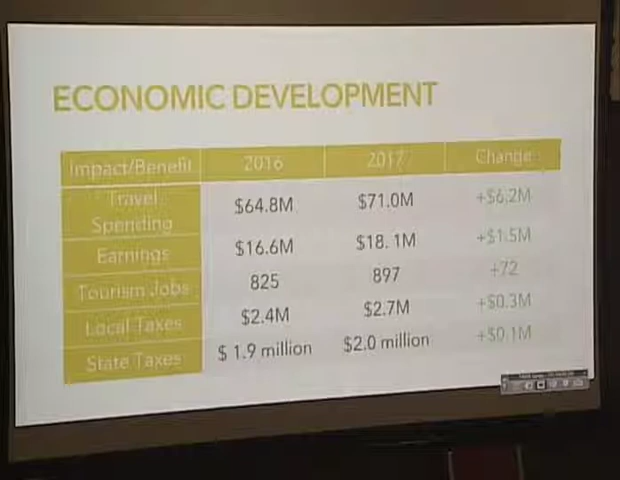 ECONOMIC DEVELOPMENT
Impact/Benefit 2016 2017 Change
Travel
Spending $64.8M $71.0M +$6.2M
Earnings $16.6M $18.1M +$1.5M
Tourism Jobs 825 897 +72
Local Taxes $2.4M $2.7M +$0.3M
State Taxes $ 1.9 million $2.0 million +$0.1M